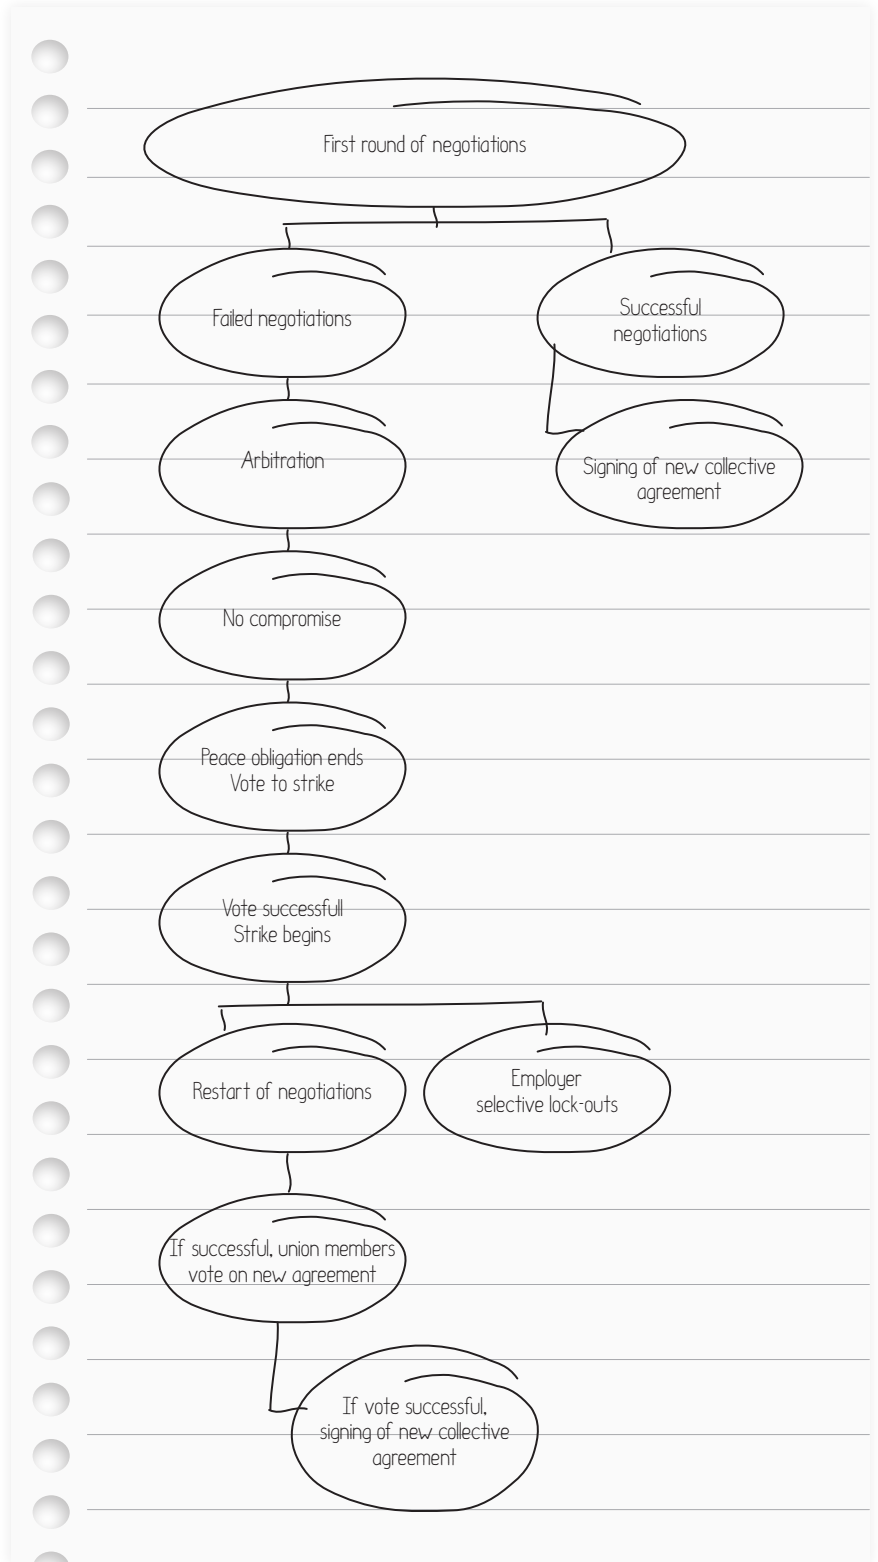 First round of negotiations
Failed negotiations
Successful
negotiations
Arbitration
Signing of new collective
agreement
No compromise
Peace obligation ends
Vote to strike
Vote successfull
Strike begins
Restart of negotiations
Employer
selective lock-outs
If successful, union members
vote on new agreement
If vote successful,
signing of new collective
agreement